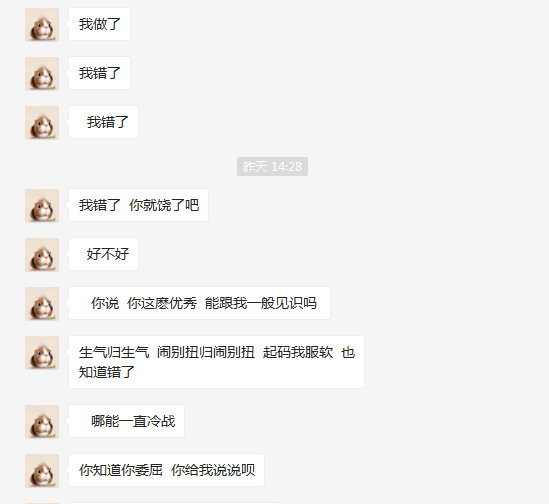 我做了
我错了
我错了
昨天 14:28
我错了 你就饶了吧
好不好
你说 你这麽优秀 能跟我一般见识吗
生气归生气 闹别扭归闹别扭 起码我服软 也
知道错了
哪能一直冷战
你知道你委屈 你给我说说呗